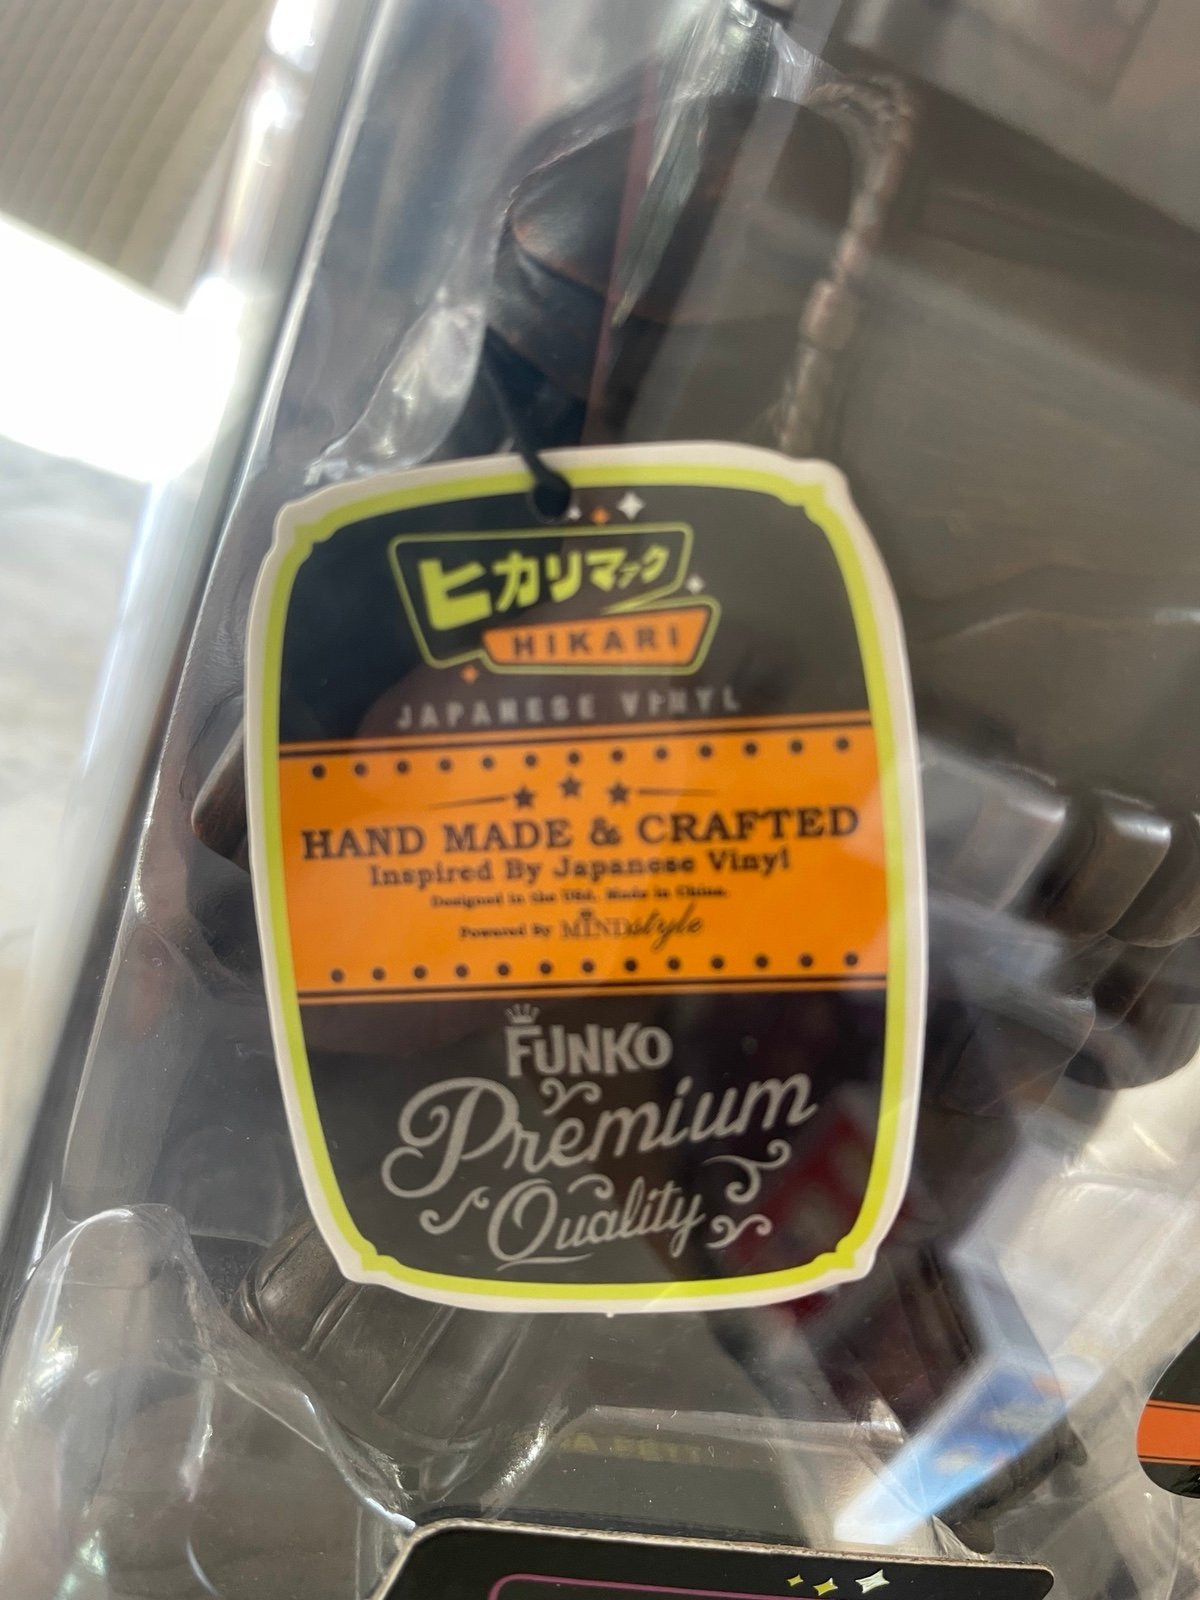 ヒカリマーク
HIKARI
JAPANESE VINYL
HAND MADE & CRAFTED
Inspired By Japanese Vinyl
Designed in the USA. Made in China.
Powered By MINDstyle
FUNKO
Premium
Quality